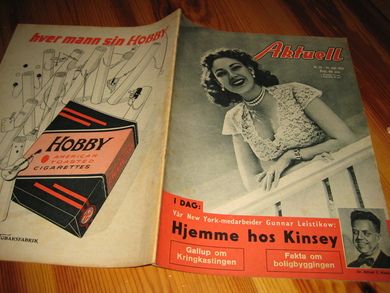 hver mann sin HOBBY
HOBBY
AMERICAN
TOASTED
CIGARETTES
Aktuell
I DAG:
Vår New York-medarbeider Gunnar Leistikow:
Hjemme hos Kinsey
Gallup om
Kringkastingen
Fakta om
boligbyggingen